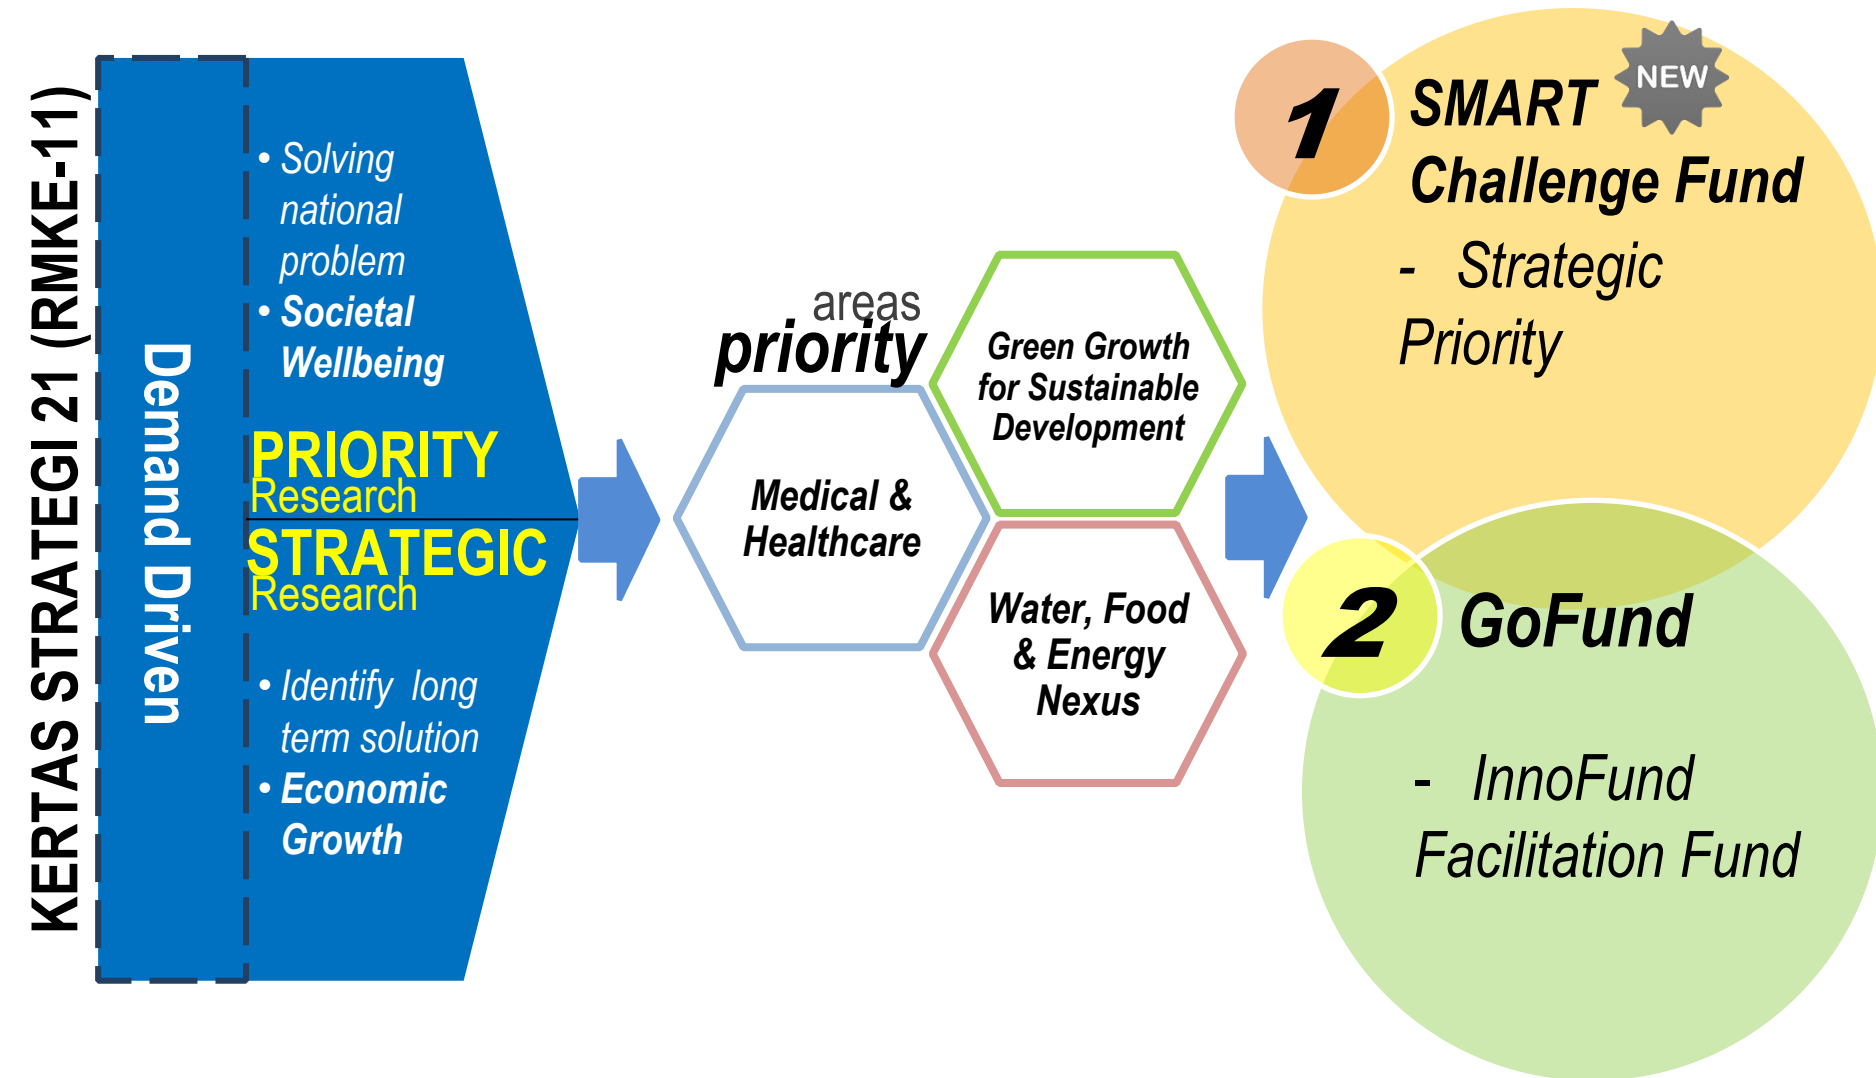 KERTAS STRATEGI 21 (RMKE-11)
Demand Driven
• Solving
national
problem
• Societal
Wellbeing
PRIORITY
Research
STRATEGIC
Research
• Identify long
term solution
• Economic
Growth
areas
priority
Green Growth
for Sustainable
Development
Medical &
Healthcare
Water, Food
& Energy
Nexus
1
SMART
NEW
Challenge Fund
- Strategic
Priority
2
GoFund
- InnoFund
Facilitation Fund